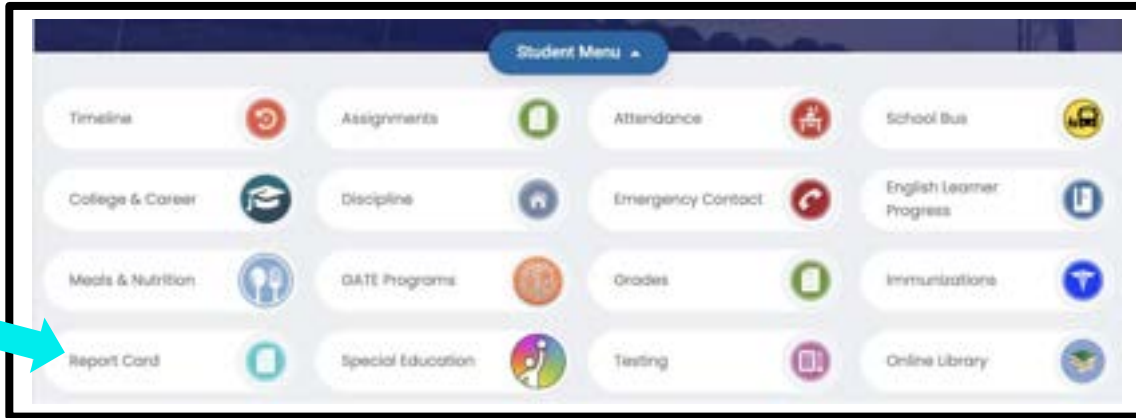 Student Menu
Timeline
Assignments
Attendance
School Bus
College & Career
Discipline
Emergency Contact
English Learner
Progress
Meals & Nutrition
GATE Programs
Grades
Immunizations
Report Card
Special Education
Testing
Online Library